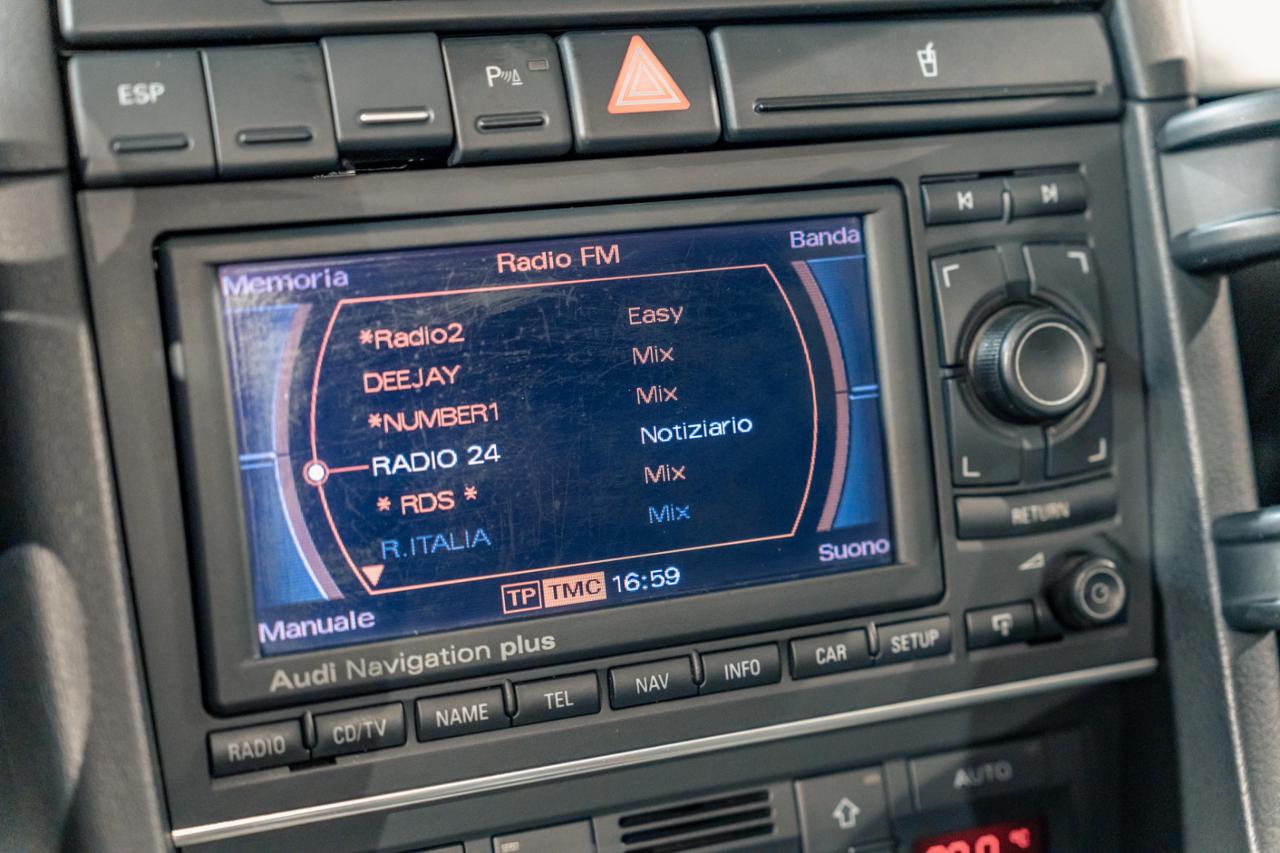 ESP
P
Memoria
Radio FM
Banda
*Radio2 Easy
DEEJAY Mix
*NUMBER1 Mix
RADIO 24 Notiziario
* RDS * Mix
R.ITALIA Mix
Manuale
TP TMC 16:59
Suono
RETURN
Audi Navigation plus
RADIO CD/TV NAME TEL NAV INFO CAR SETUP
AUTO